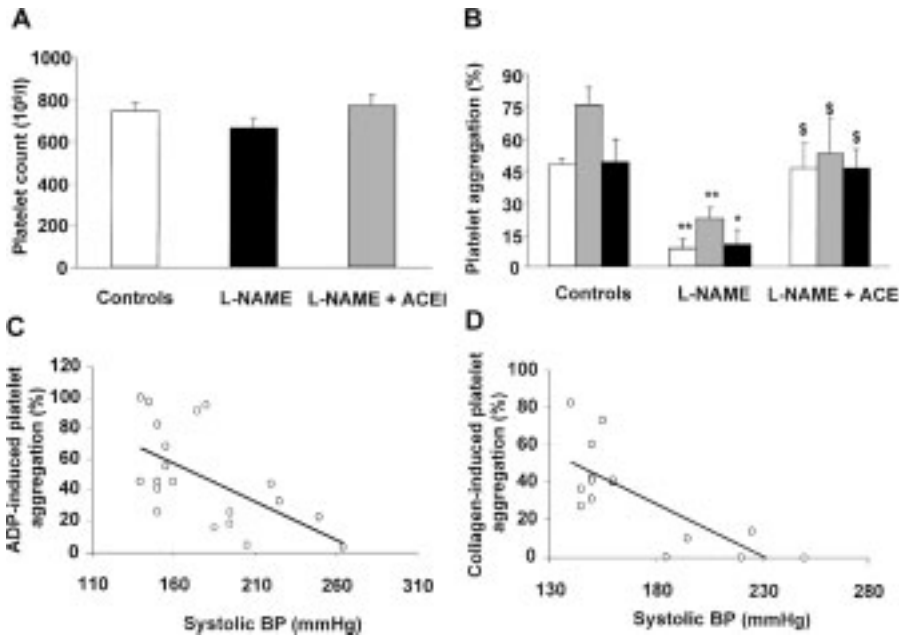 A
Platelet count (10⁹/l)
1000
800
600
400
200
0
Controls
L-NAME
L-NAME + ACEI
B
Platelet aggregation (%)
90
75
60
45
30
15
0
**
**
*
$
$
$
Controls
L-NAME
L-NAME + ACE
C
ADP-induced platelet
aggregation (%)
120
100
80
60
40
20
0
110
160
210
260
310
Systolic BP (mmHg)
D
Collagen-induced platelet
aggregation (%)
100
80
60
40
20
0
130
180
230
280
Systolic BP (mmHg)